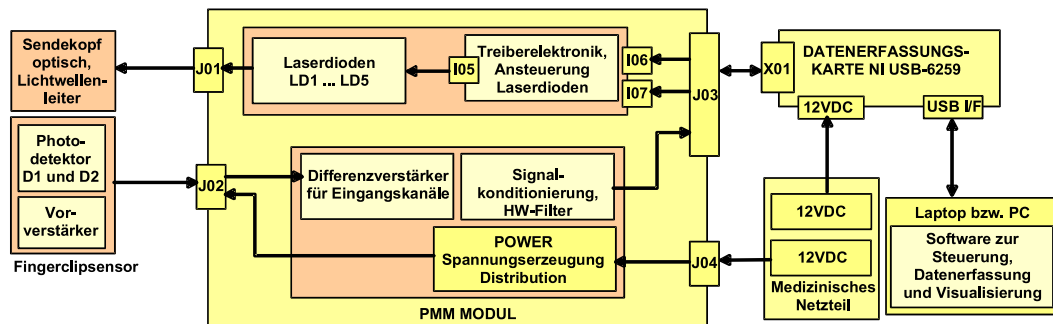 Sendekopf
optisch,
Lichtwellen-
leiter
Photo-
detektor
D1 und D2
Vor-
verstärker
Fingerclipsensor
J01
J02
Laserdioden
LD1 ... LD5
I05
Treiberelektronik,
Ansteuerung
Laserdioden
I06
I07
J03
Differenzverstärker
für Eingangskanäle
Signal-
konditionierung,
HW-Filter
POWER
Spannungserzeugung
Distribution
J04
PMM MODUL
X01
DATENERFASSUNGS-
KARTE NI USB-6259
12VDC
USB I/F
12VDC
12VDC
Medizinisches
Netzteil
Laptop bzw. PC
Software zur
Steuerung,
Datenerfassung
und Visualisierung